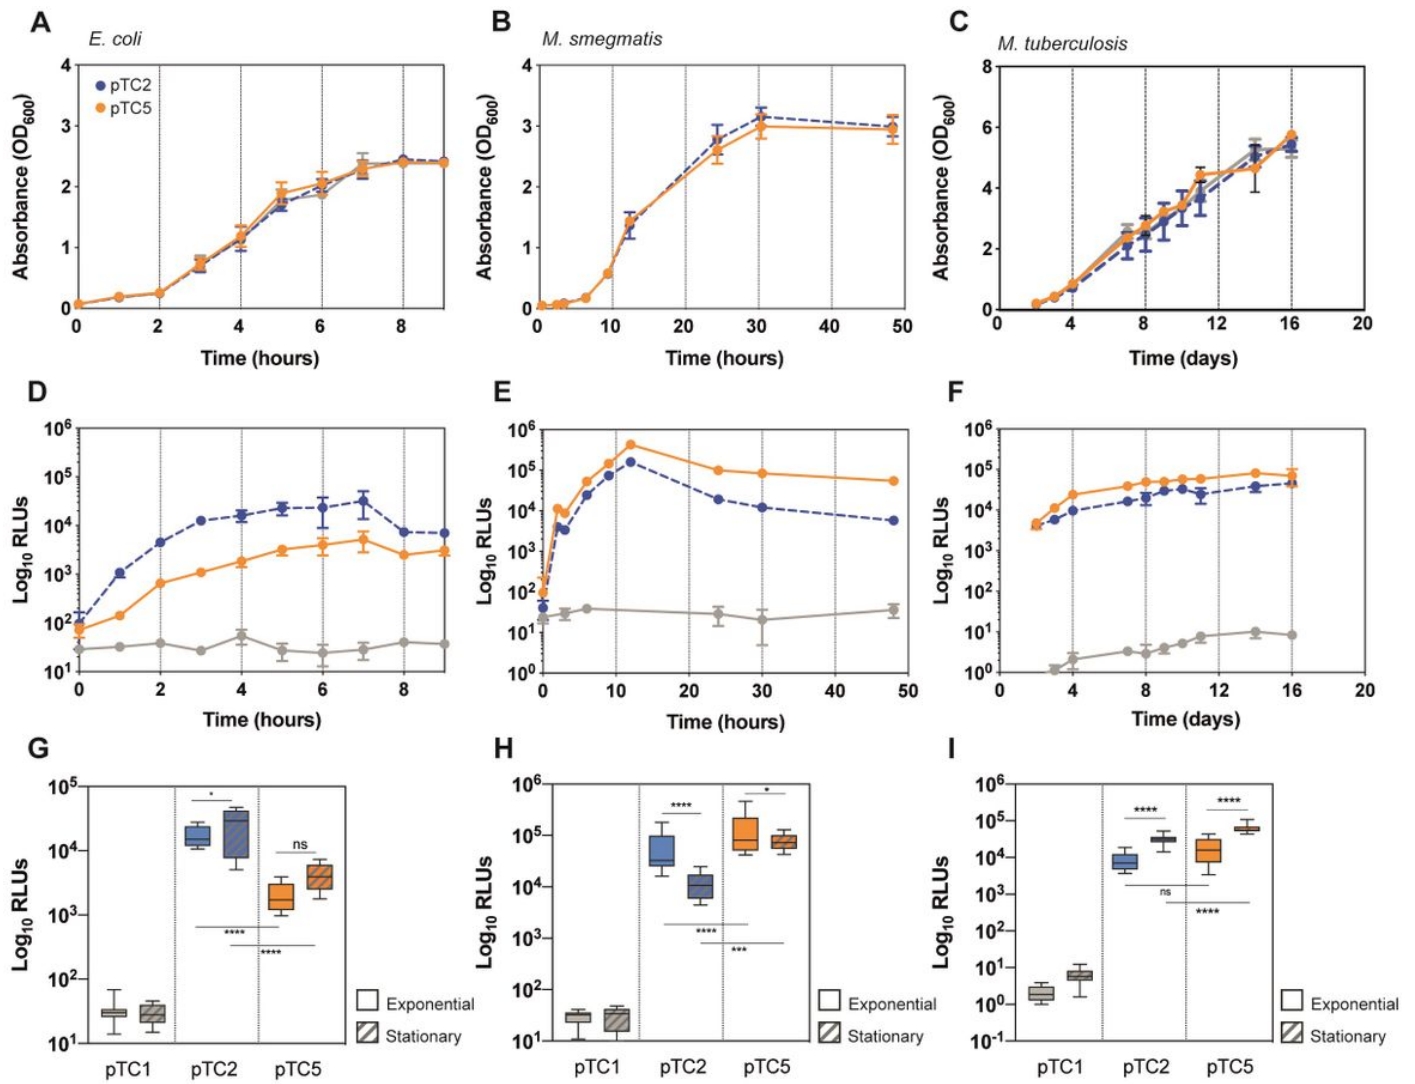 A
E. coli
B
M. smegmatis
C
M. tuberculosis
Absorbance (OD600)
4
3
2
1
0
pTC2
pTC5
0 2 4 6 8
Time (hours)
Absorbance (OD600)
4
3
2
1
0
0 10 20 30 40 50
Time (hours)
Absorbance (OD600)
8
6
4
2
0
0 4 8 12 16 20
Time (days)
D
Log10 RLUs
10^6
10^5
10^4
10^3
10^2
10^1
0 2 4 6 8
Time (hours)
E
Log10 RLUs
10^6
10^5
10^4
10^3
10^2
10^1
10^0
0 10 20 30 40 50
Time (hours)
F
Log10 RLUs
10^6
10^5
10^4
10^3
10^2
10^1
10^0
0 4 8 12 16 20
Time (days)
G
Log10 RLUs
10^5
10^4
10^3
10^2
10^1
*
ns
****
****
pTC1 pTC2 pTC5
Exponential
Stationary
H
Log10 RLUs
10^6
10^5
10^4
10^3
10^2
10^1
****
*
****
***
pTC1 pTC2 pTC5
Exponential
Stationary
I
Log10 RLUs
10^6
10^5
10^4
10^3
10^2
10^1
10^0
10^-1
****
****
ns
****
pTC1 pTC2 pTC5
Exponential
Stationary